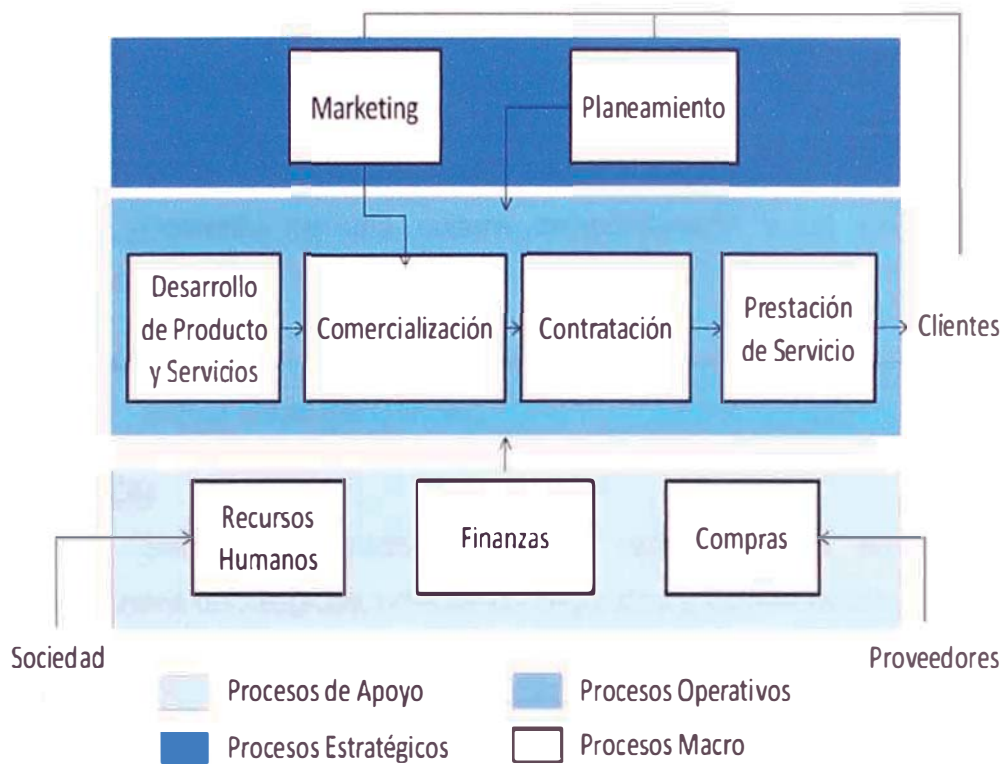 Marketing
Planeamiento
Desarrollo
de Producto
y Servicios
Comercialización
Contratación
Prestación
de Servicio
Clientes
Recursos
Humanos
Finanzas
Compras
Sociedad
Proveedores
Procesos de Apoyo
Procesos Operativos
Procesos Estratégicos
Procesos Macro